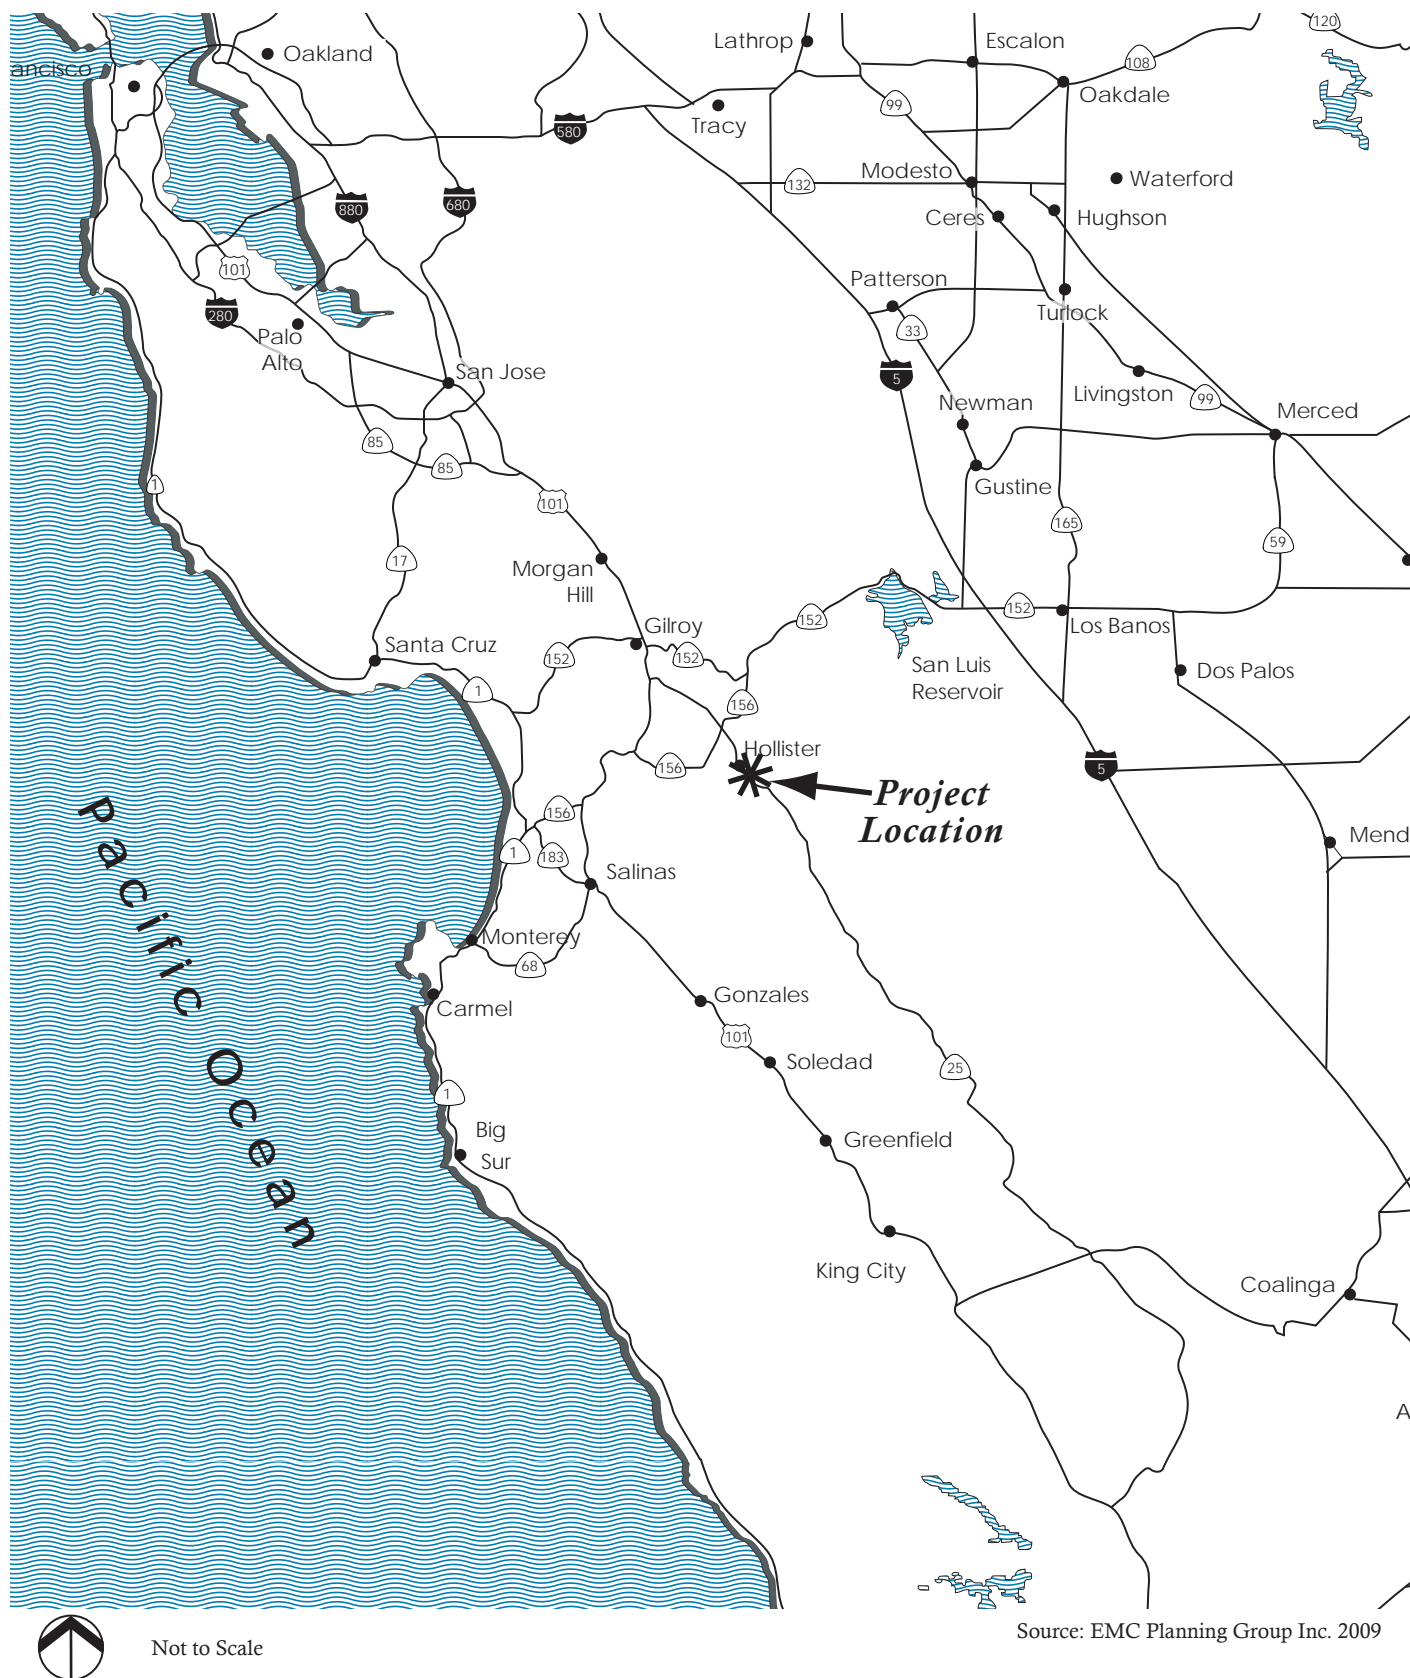 120
Lathrop
Escalon
Oakland
108
ancisco
Oakdale
99
Tracy
580
Modesto
132
Waterford
880
680
Ceres
Hughson
101
Patterson
280
Palo
Alto
33
Turlock
San Jose
5
Livingston
99
Newman
Merced
85
85
1
Gustine
101
165
59
17
Morgan
Hill
152
152
Los Banos
Gilroy
Santa Cruz
152
152
San Luis
Reservoir
Dos Palos
1
156
Hollister
156
5
Project
Location
156
Mend
1
183
Salinas
Pacific Ocean
Monterey
68
Carmel
Gonzales
101
Soledad
25
1
Big
Sur
Greenfield
King City
Coalinga
A
Not to Scale
Source: EMC Planning Group Inc. 2009